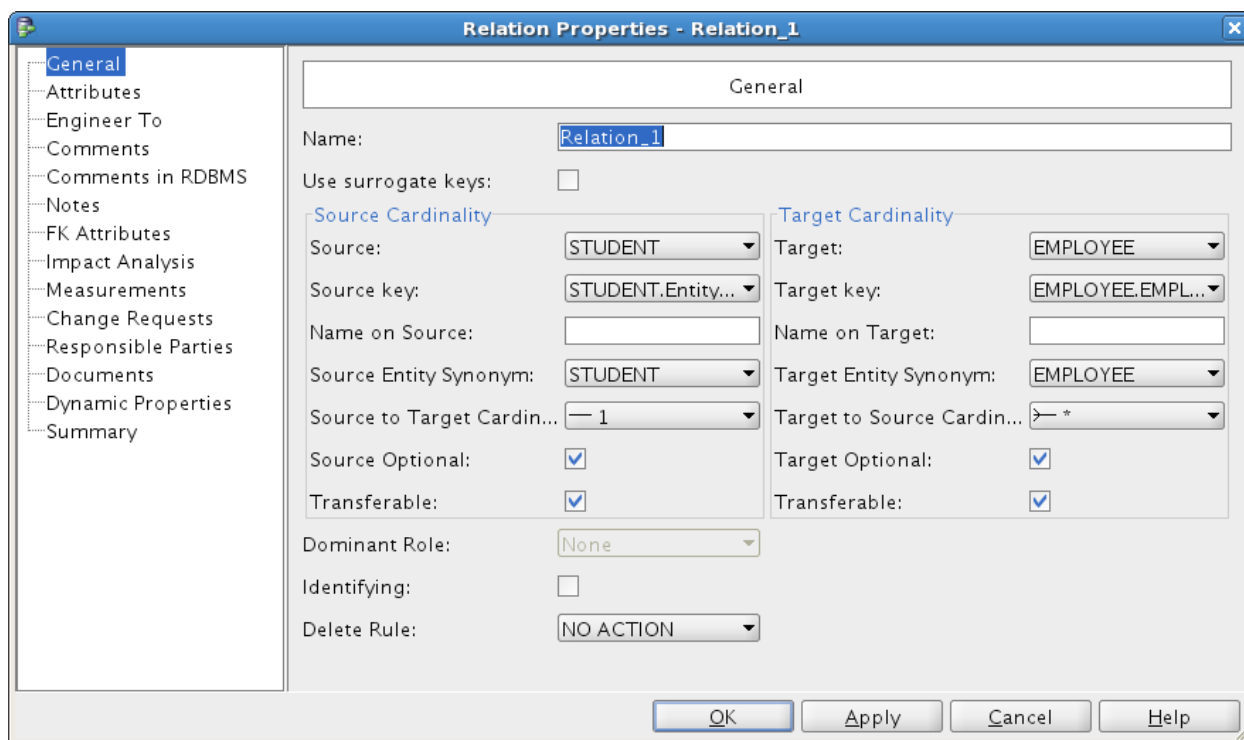 Relation Properties - Relation_1
General
Attributes
Engineer To
Comments
Comments in RDBMS
Notes
FK Attributes
Impact Analysis
Measurements
Change Requests
Responsible Parties
Documents
Dynamic Properties
Summary
General
Name: Relation_1
Use surrogate keys:
Source Cardinality
Source: STUDENT
Source key: STUDENT.Entity...
Name on Source:
Source Entity Synonym: STUDENT
Source to Target Cardin... 1
Source Optional:
Transferable:
Target Cardinality
Target: EMPLOYEE
Target key: EMPLOYEE.EMPL...
Name on Target:
Target Entity Synonym: EMPLOYEE
Target to Source Cardin... *
Target Optional:
Transferable:
Dominant Role: None
Identifying:
Delete Rule: NO ACTION
OK Apply Cancel Help